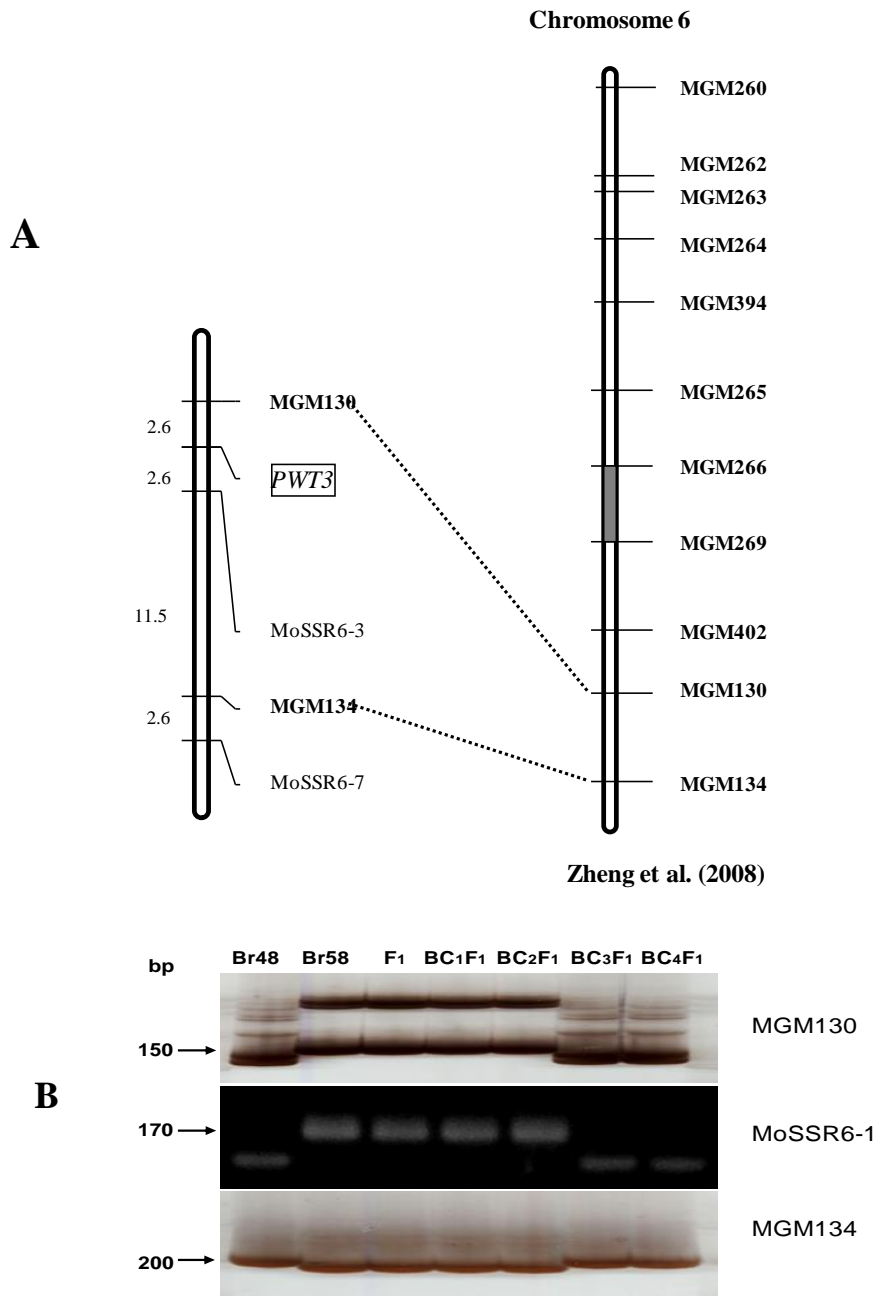 Chromosome 6
A
MGM260
MGM262
MGM263
MGM264
MGM394
MGM265
MGM266
MGM269
MGM402
MGM130
MGM134
MGM130
2.6
PWT3
2.6
MoSSR6-3
11.5
MGM134
2.6
MoSSR6-7
Zheng et al. (2008)
B
bp
Br48 Br58 F1 BC1F1 BC2F1 BC3F1 BC4F1
150
MGM130
170
MoSSR6-1
200
MGM134